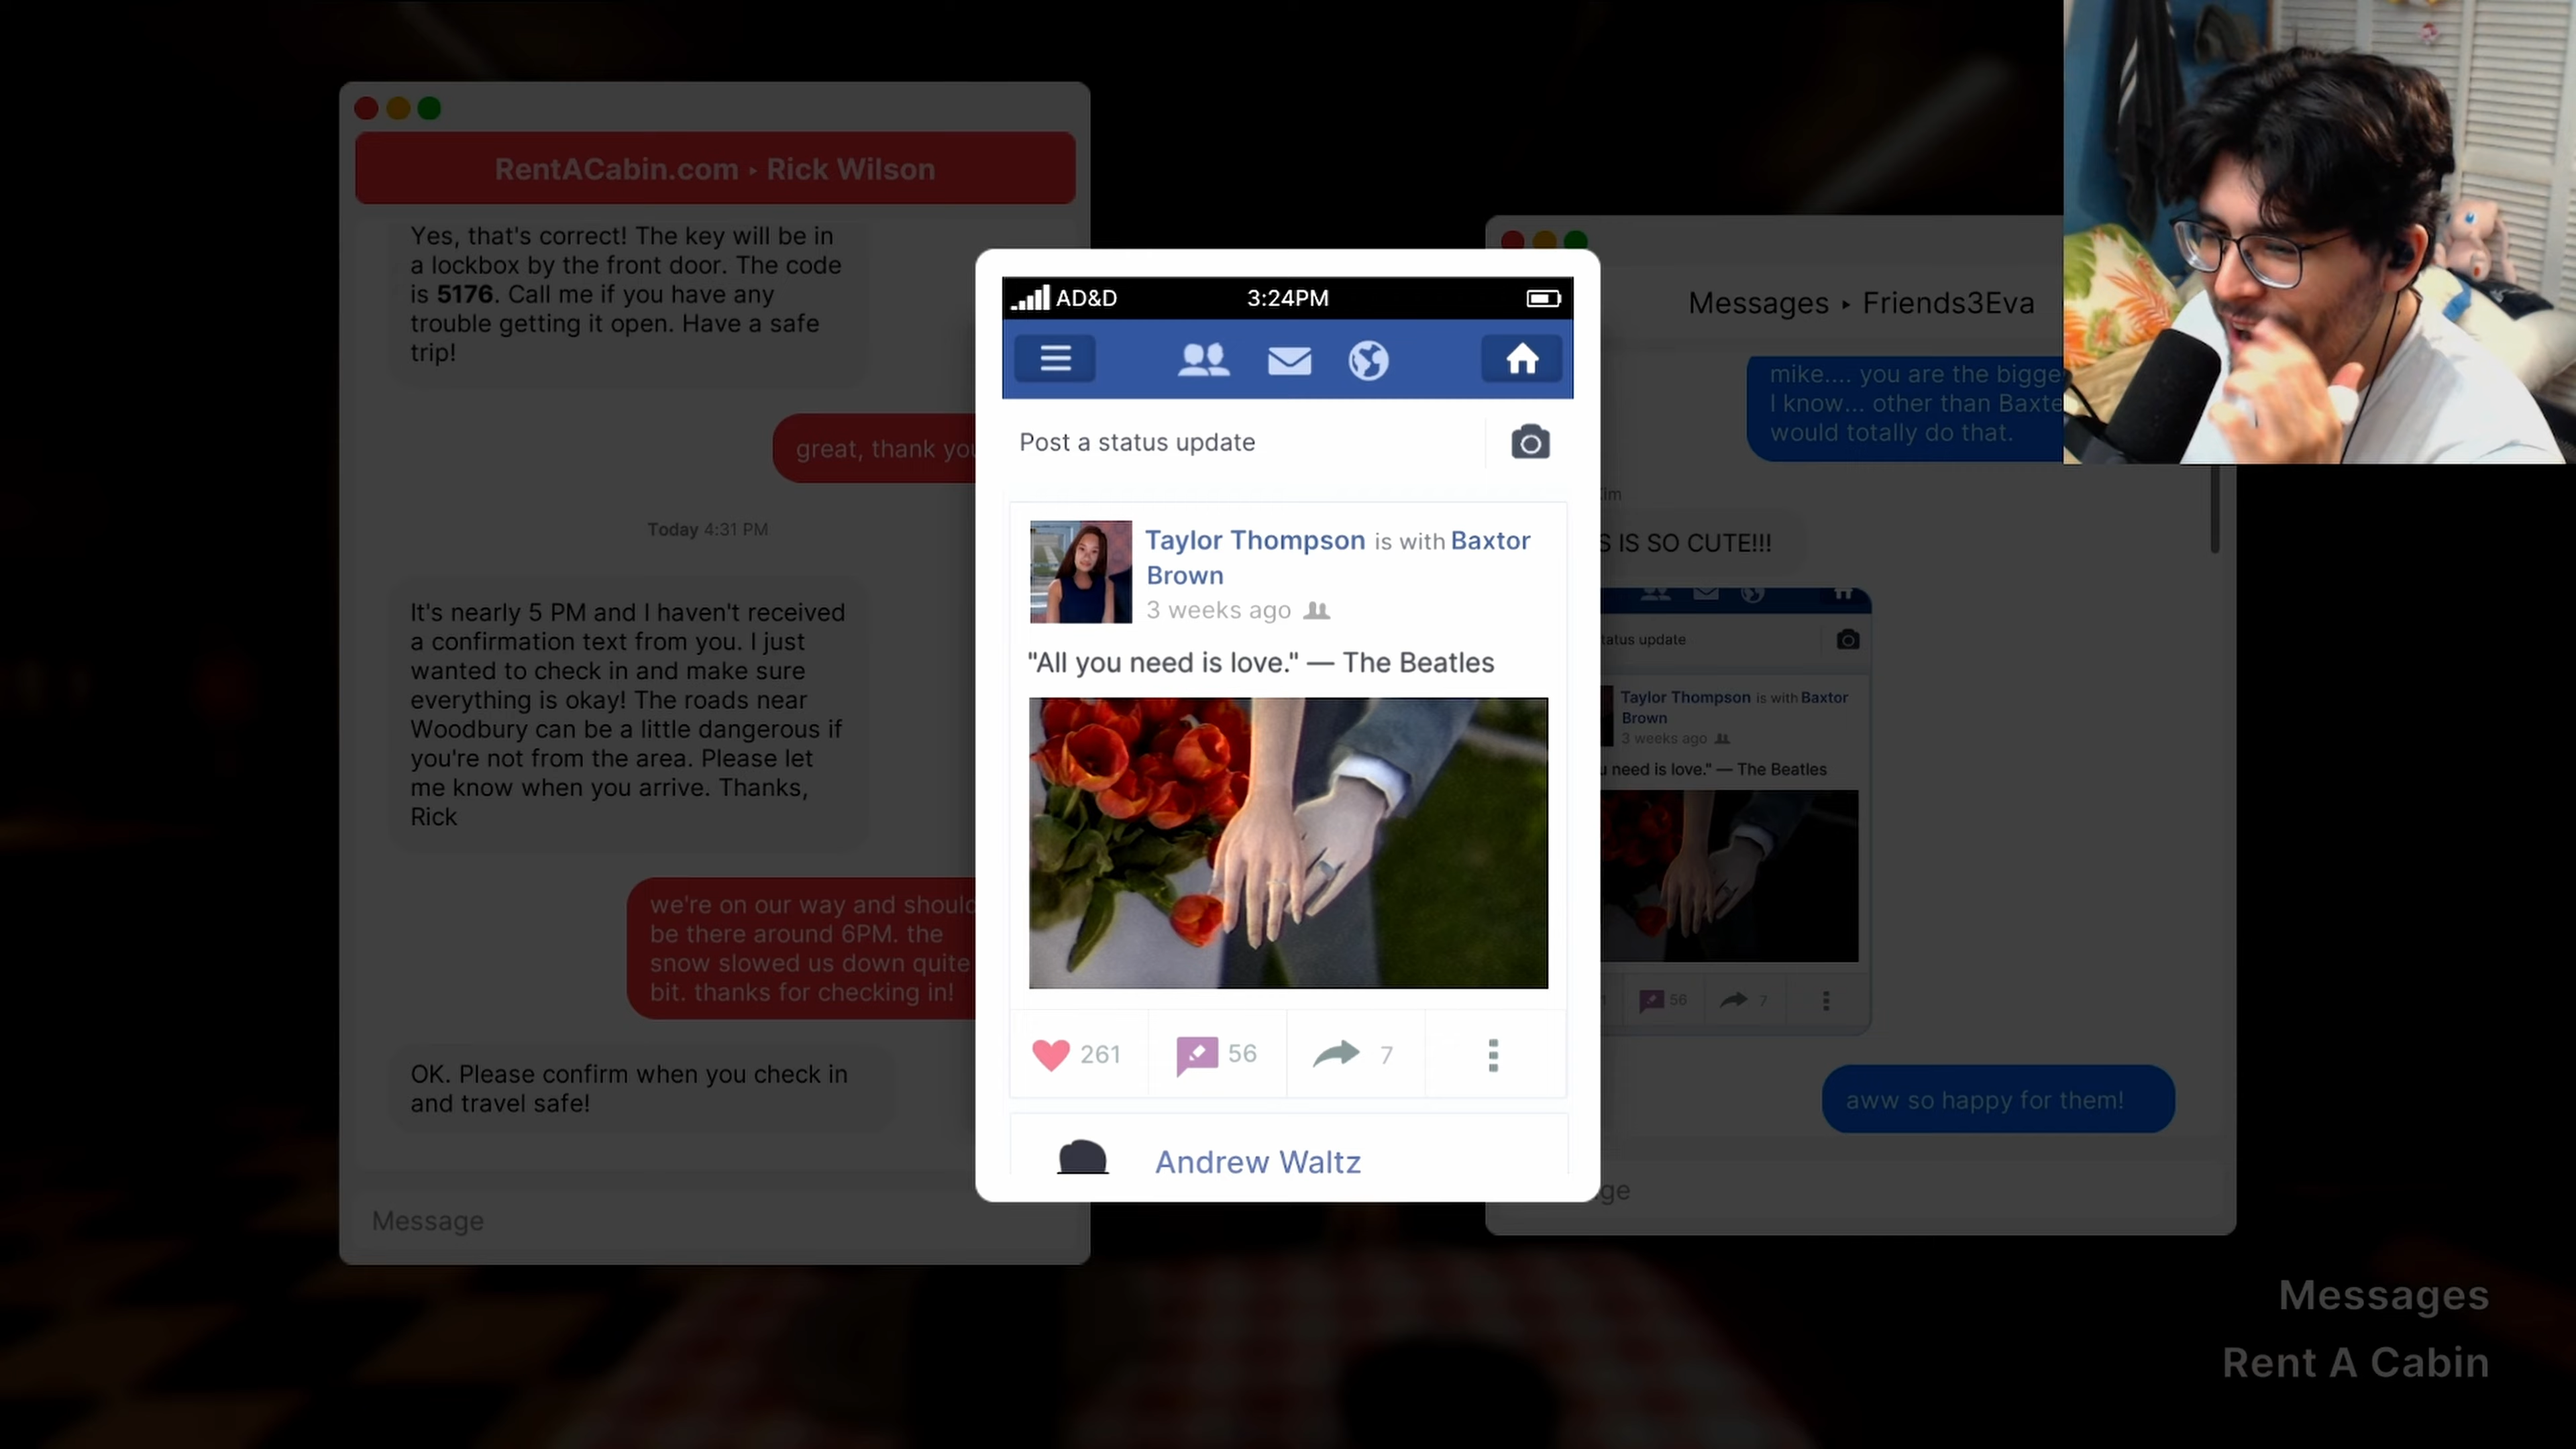 RentACabin.com ‣ Rick Wilson
Yes, that's correct! The key will be in
a lockbox by the front door. The code
is 5176. Call me if you have any
trouble getting it open. Have a safe
trip!
great, thank you
Today 4:31 PM
It's nearly 5 PM and I haven't received
a confirmation text from you. I just
wanted to check in and make sure
everything is okay! The roads near
Woodbury can be a little dangerous if
you're not from the area. Please let
me know when you arrive. Thanks,
Rick
we're on our way and should
be there around 6PM. the
snow slowed us down quite
bit. thanks for checking in!
OK. Please confirm when you check in
and travel safe!
Message
AD&D 3:24PM
Post a status update
Taylor Thompson is with Baxtor
Brown
3 weeks ago
"All you need is love." — The Beatles
261 56 7
Andrew Waltz
Messages ‣ Friends3Eva
mike.... you are the bigge
I know... other than Baxte
would totally do that.
IS SO CUTE!!!
status update
Taylor Thompson is with Baxtor
Brown
3 weeks ago
need is love." — The Beatles
56 7
aww so happy for them!
Messages
Rent A Cabin